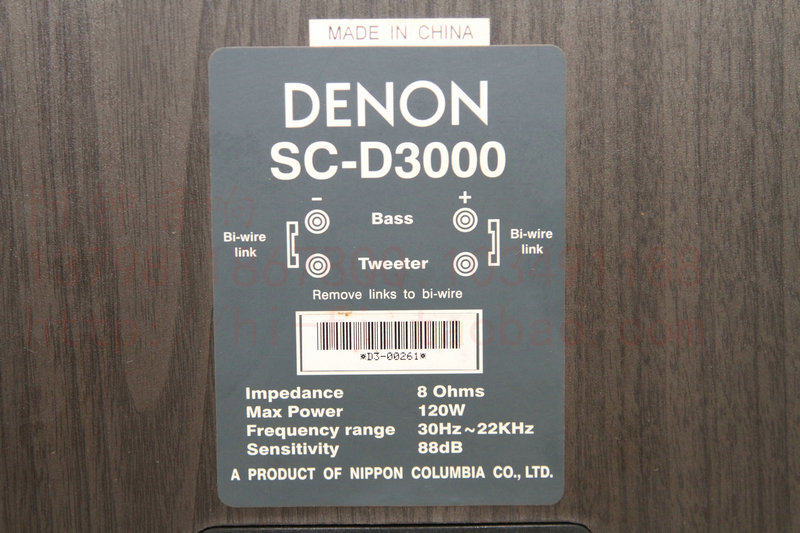 MADE IN CHINA
DENON
SC-D3000
– +
Bass
Bi-wire link
Bi-wire link
Tweeter
Remove links to bi-wire
*D3-00261*
Impedance 8 Ohms
Max Power 120W
Frequency range 30Hz~22KHz
Sensitivity 88dB
A PRODUCT OF NIPPON COLUMBIA CO., LTD.